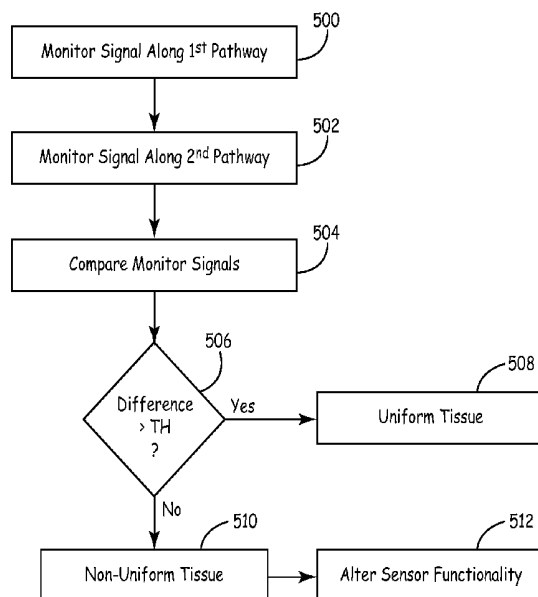 500
Monitor Signal Along 1st Pathway
502
Monitor Signal Along 2nd Pathway
504
Compare Monitor Signals
506
Difference
> TH
?
Yes
508
Uniform Tissue
No
510
Non-Uniform Tissue
512
Alter Sensor Functionality